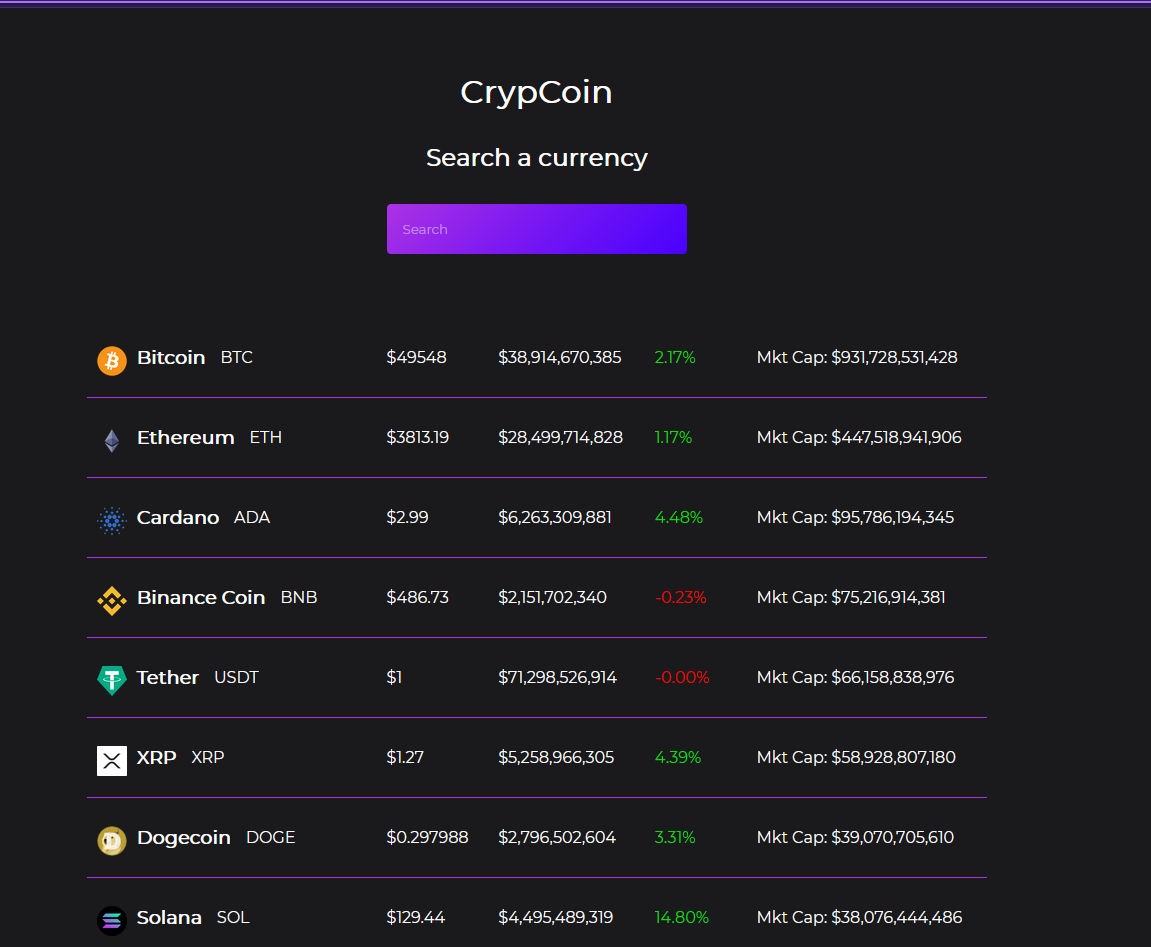 CrypCoin
Search a currency
Search
Bitcoin BTC $49548 $38,914,670,385 2.17% Mkt Cap: $931,728,531,428
Ethereum ETH $3813.19 $28,499,714,828 1.17% Mkt Cap: $447,518,941,906
Cardano ADA $2.99 $6,263,309,881 4.48% Mkt Cap: $95,786,194,345
Binance Coin BNB $486.73 $2,151,702,340 -0.23% Mkt Cap: $75,216,914,381
Tether USDT $1 $71,298,526,914 -0.00% Mkt Cap: $66,158,838,976
XRP XRP $1.27 $5,258,966,305 4.39% Mkt Cap: $58,928,807,180
Dogecoin DOGE $0.297988 $2,796,502,604 3.31% Mkt Cap: $39,070,705,610
Solana SOL $129.44 $4,495,489,319 14.80% Mkt Cap: $38,076,444,486